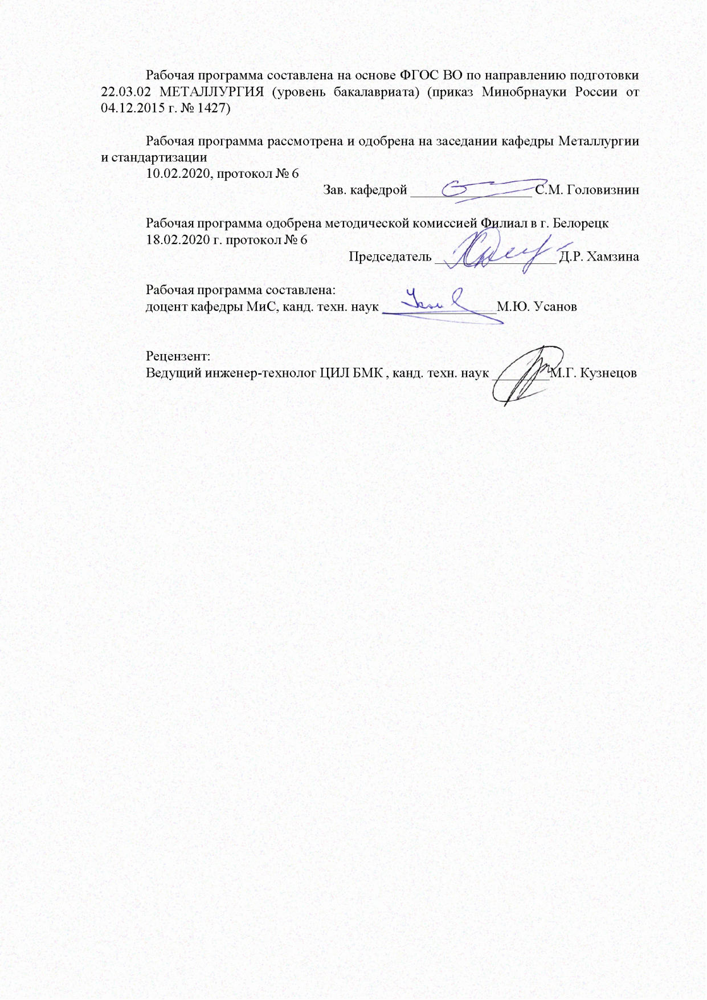 Рабочая программа составлена на основе ФГОС ВО по направлению подготовки
22.03.02 МЕТАЛЛУРГИЯ (уровень бакалавриата) (приказ Минобрнауки России от
04.12.2015 г. № 1427)
Рабочая программа рассмотрена и одобрена на заседании кафедры Металлургии
и стандартизации
10.02.2020, протокол № 6
Зав. кафедрой _________________ С.М. Головизнин
Рабочая программа одобрена методической комиссией Филиал в г. Белорецк
18.02.2020 г. протокол № 6
Председатель _________________ Д.Р. Хамзина
Рабочая программа составлена:
доцент кафедры МиС, канд. техн. наук ________________М.Ю. Усанов
Рецензент:
Ведущий инженер-технолог ЦИЛ БМК , канд. техн. наук ________М.Г. Кузнецов